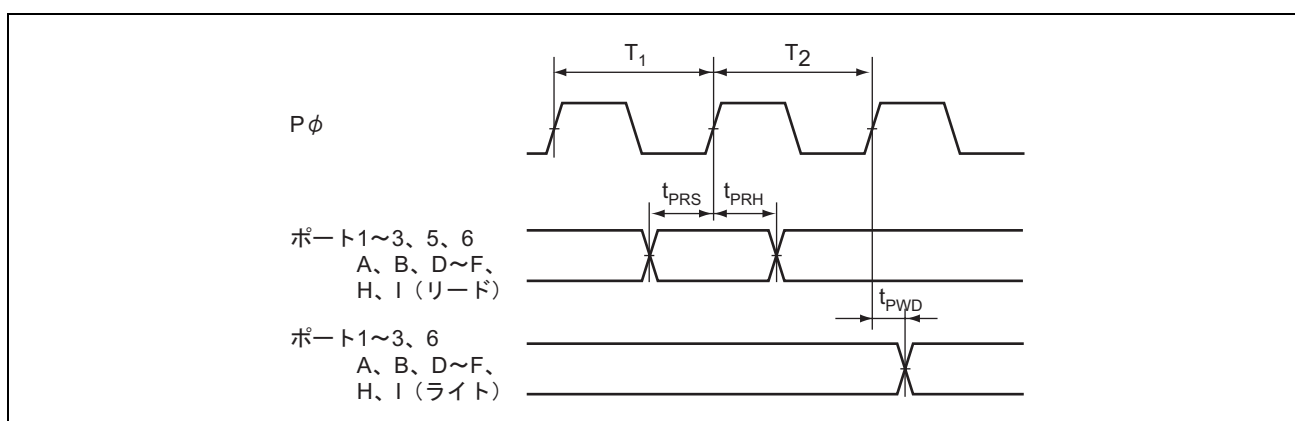 T1 T2
Pφ
tPRS tPRH
ポート1～3、5、6
A、B、D～F、
H、I（リード）
tPWD
ポート1～3、6
A、B、D～F、
H、I（ライト）